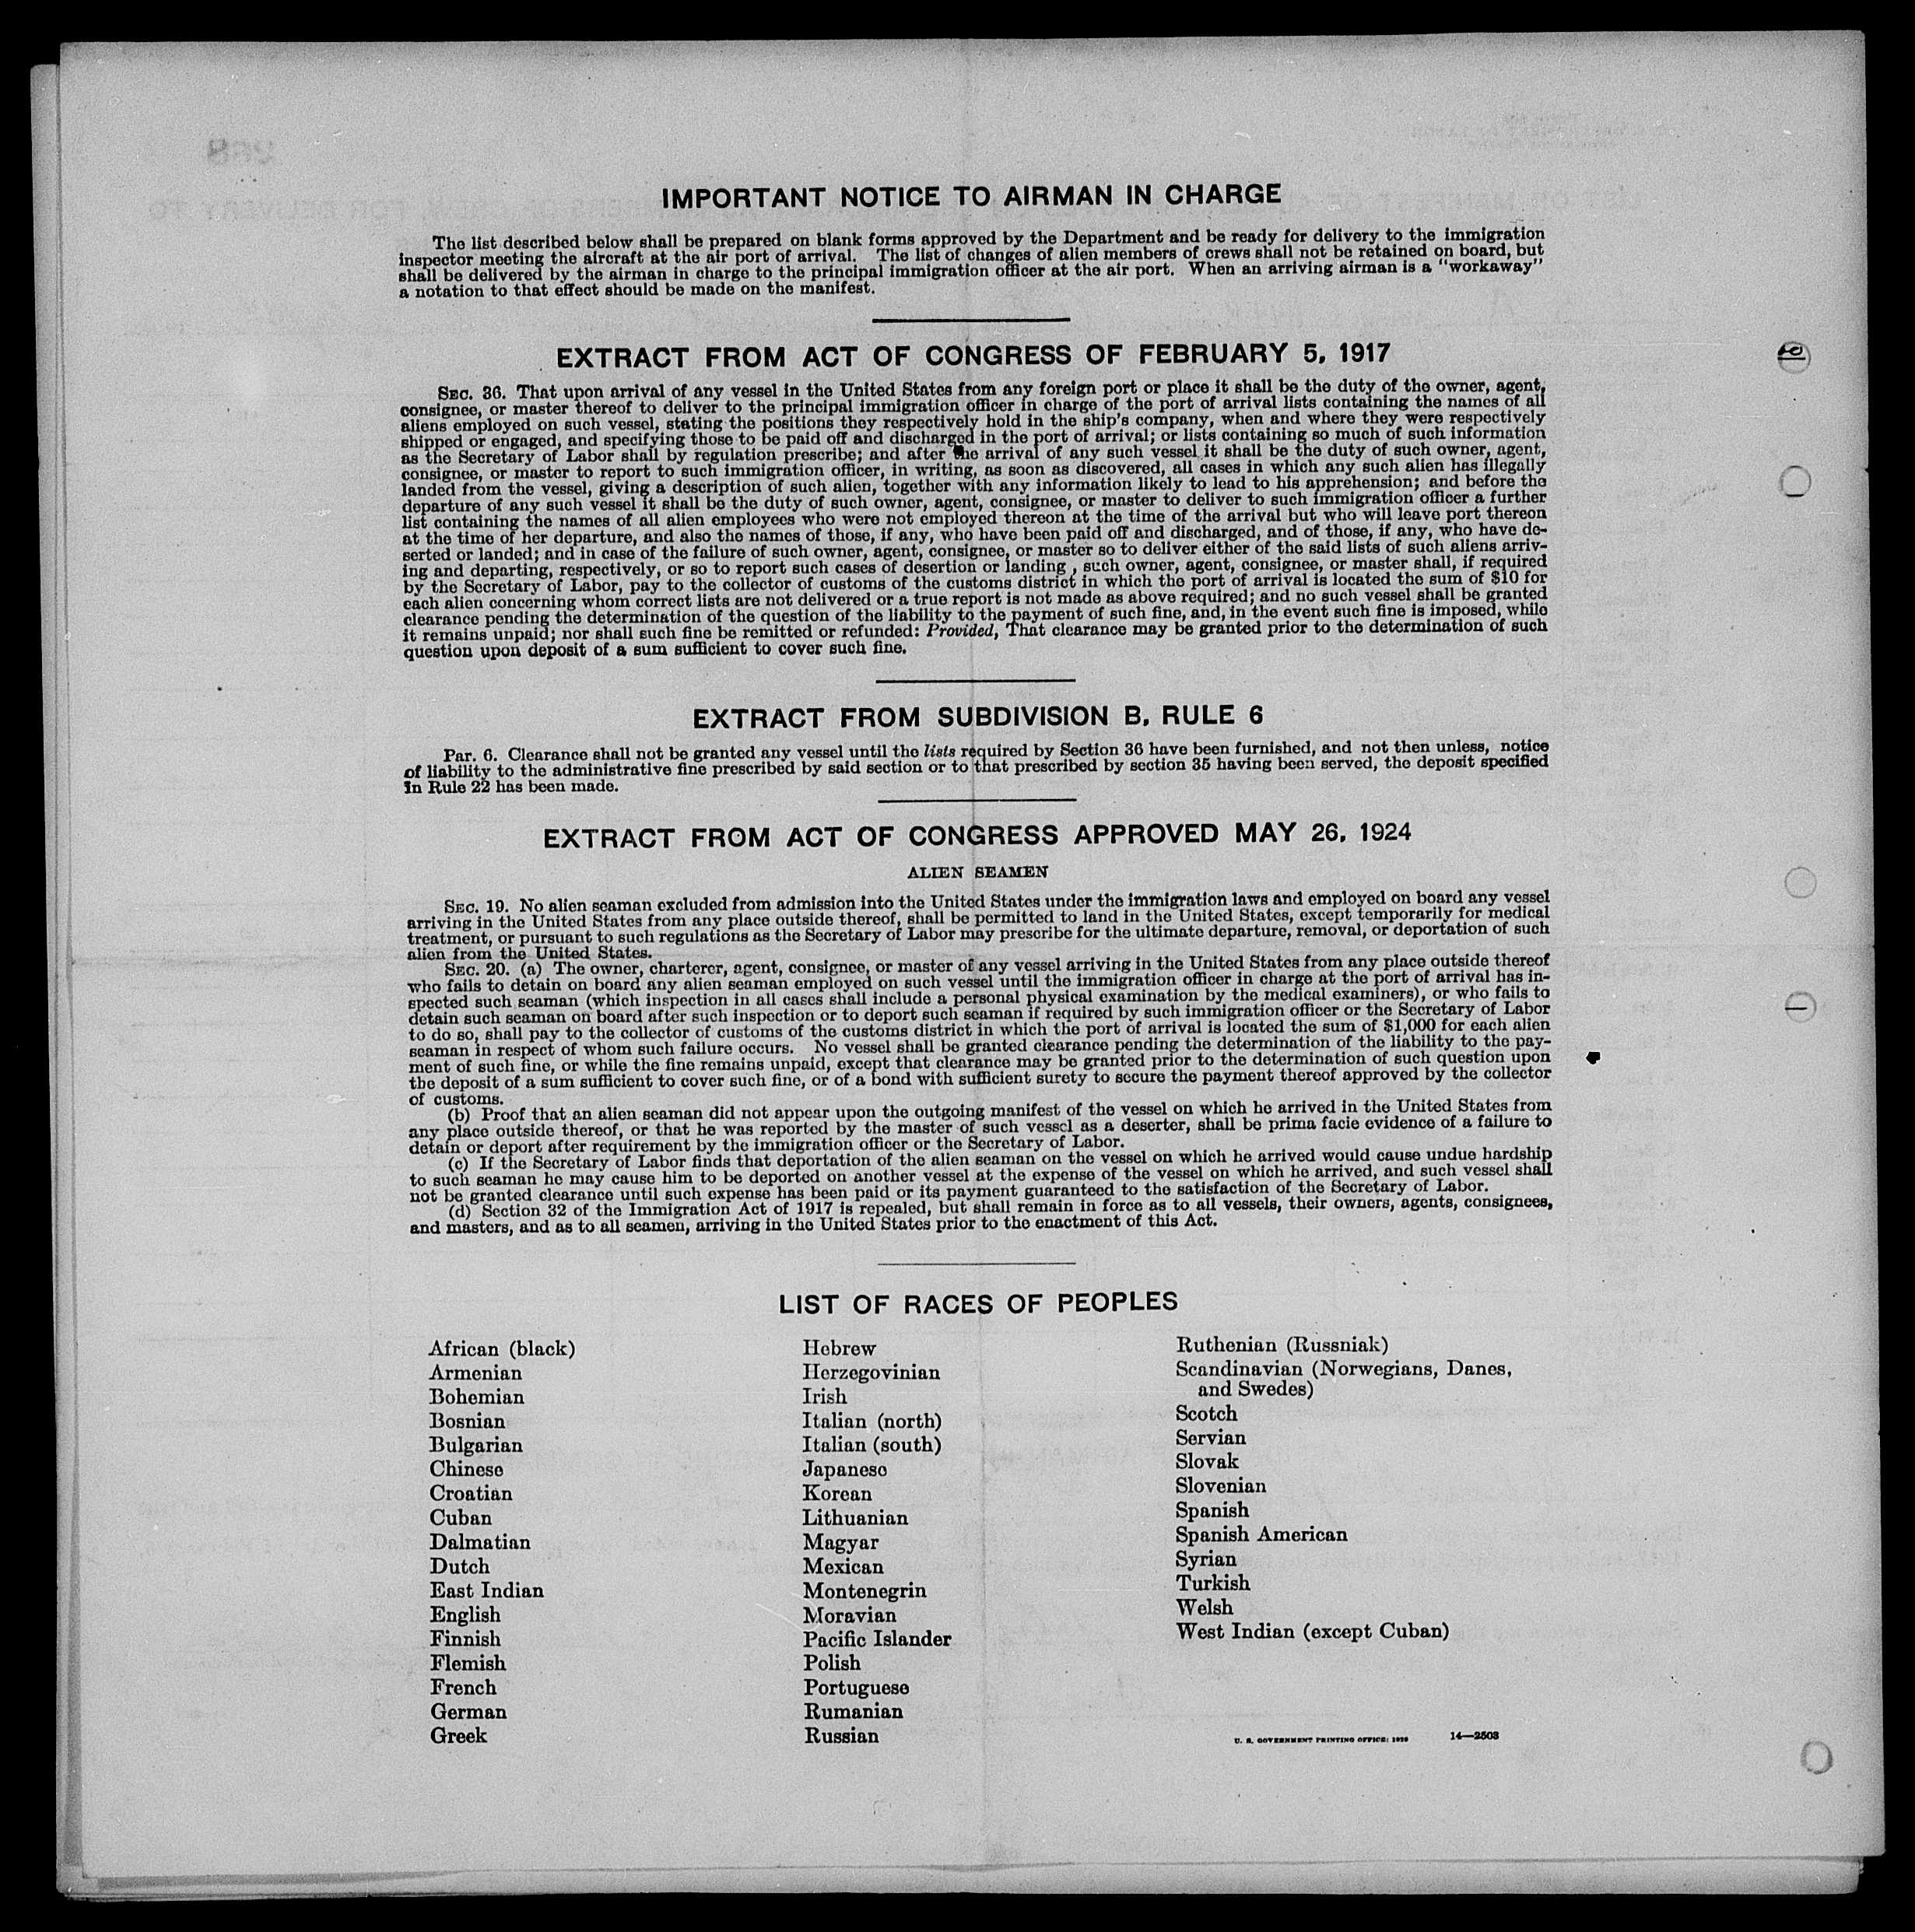 IMPORTANT NOTICE TO AIRMAN IN CHARGE
The list described below shall be prepared on blank forms approved by the Department and be ready for delivery to the immigration
inspector meeting the aircraft at the air port of arrival. The list of changes of alien members of crews shall not be retained on board, but
shall be delivered by the airman in charge to the principal immigration officer at the air port. When an arriving airman is a "workaway"
a notation to that effect should be made on the manifest.
EXTRACT FROM ACT OF CONGRESS OF FEBRUARY 5, 1917
SEC. 36. That upon arrival of any vessel in the United States from any foreign port or place it shall be the duty of the owner, agent,
consignee, or master thereof to deliver to the principal immigration officer in charge of the port of arrival lists containing the names of all
aliens employed on such vessel, stating the positions they respectively hold in the ship's company, when and where they were respectively
shipped or engaged, and specifying those to be paid off and discharged in the port of arrival; or lists containing so much of such information
as the Secretary of Labor shall by regulation prescribe; and after the arrival of any such vessel it shall be the duty of such owner, agent,
consignee, or master to report to such immigration officer, in writing, as soon as discovered, all cases in which any such alien has illegally
landed from the vessel, giving a description of such alien, together with any information likely to lead to his apprehension; and before the
departure of any such vessel it shall be the duty of such owner, agent, consignee, or master to deliver to such immigration officer a further
list containing the names of all alien employees who were not employed thereon at the time of the arrival but who will leave port thereon
at the time of her departure, and also the names of those, if any, who have been paid off and discharged, and of those, if any, who have de-
serted or landed; and in case of the failure of such owner, agent, consignee, or master so to deliver either of the said lists of such aliens arriv-
ing and departing, respectively, or so to report such cases of desertion or landing , such owner, agent, consignee, or master shall, if required
by the Secretary of Labor, pay to the collector of customs of the customs district in which the port of arrival is located the sum of $10 for
each alien concerning whom correct lists are not delivered or a true report is not made as above required; and no such vessel shall be granted
clearance pending the determination of the question of the liability to the payment of such fine, and, in the event such fine is imposed, while
it remains unpaid; nor shall such fine be remitted or refunded: Provided, That clearance may be granted prior to the determination of such
question upon deposit of a sum sufficient to cover such fine.
EXTRACT FROM SUBDIVISION B, RULE 6
Par. 6. Clearance shall not be granted any vessel until the lists required by Section 36 have been furnished, and not then unless, notice
of liability to the administrative fine prescribed by said section or to that prescribed by section 35 having been served, the deposit specified
in Rule 22 has been made.
EXTRACT FROM ACT OF CONGRESS APPROVED MAY 26, 1924
ALIEN SEAMEN
SEC. 19. No alien seaman excluded from admission into the United States under the immigration laws and employed on board any vessel
arriving in the United States from any place outside thereof, shall be permitted to land in the United States, except temporarily for medical
treatment, or pursuant to such regulations as the Secretary of Labor may prescribe for the ultimate departure, removal, or deportation of such
alien from the United States.
SEC. 20. (a) The owner, charterer, agent, consignee, or master of any vessel arriving in the United States from any place outside thereof
who fails to detain on board any alien seaman employed on such vessel until the immigration officer in charge at the port of arrival has in-
spected such seaman (which inspection in all cases shall include a personal physical examination by the medical examiners), or who fails to
detain such seaman on board after such inspection or to deport such seaman if required by such immigration officer or the Secretary of Labor
to do so, shall pay to the collector of customs of the customs district in which the port of arrival is located the sum of $1,000 for each alien
seaman in respect of whom such failure occurs. No vessel shall be granted clearance pending the determination of the liability to the pay-
ment of such fine, or while the fine remains unpaid, except that clearance may be granted prior to the determination of such question upon
the deposit of a sum sufficient to cover such fine, or of a bond with sufficient surety to secure the payment thereof approved by the collector
of customs.
(b) Proof that an alien seaman did not appear upon the outgoing manifest of the vessel on which he arrived in the United States from
any place outside thereof, or that he was reported by the master of such vessel as a deserter, shall be prima facie evidence of a failure to
detain or deport after requirement by the immigration officer or the Secretary of Labor.
(c) If the Secretary of Labor finds that deportation of the alien seaman on the vessel on which he arrived would cause undue hardship
to such seaman he may cause him to be deported on another vessel at the expense of the vessel on which he arrived, and such vessel shall
not be granted clearance until such expense has been paid or its payment guaranteed to the satisfaction of the Secretary of Labor.
(d) Section 32 of the Immigration Act of 1917 is repealed, but shall remain in force as to all vessels, their owners, agents, consignees,
and masters, and as to all seamen, arriving in the United States prior to the enactment of this Act.
LIST OF RACES OF PEOPLES
African (black)
Armenian
Bohemian
Bosnian
Bulgarian
Chinese
Croatian
Cuban
Dalmatian
Dutch
East Indian
English
Finnish
Flemish
French
German
Greek
Hebrew
Herzegovinian
Irish
Italian (north)
Italian (south)
Japanese
Korean
Lithuanian
Magyar
Mexican
Montenegrin
Moravian
Pacific Islander
Polish
Portuguese
Rumanian
Russian
Ruthenian (Russniak)
Scandinavian (Norwegians, Danes,
and Swedes)
Scotch
Servian
Slovak
Slovenian
Spanish
Spanish American
Syrian
Turkish
Welsh
West Indian (except Cuban)
U. S. GOVERNMENT PRINTING OFFICE: 14—2503